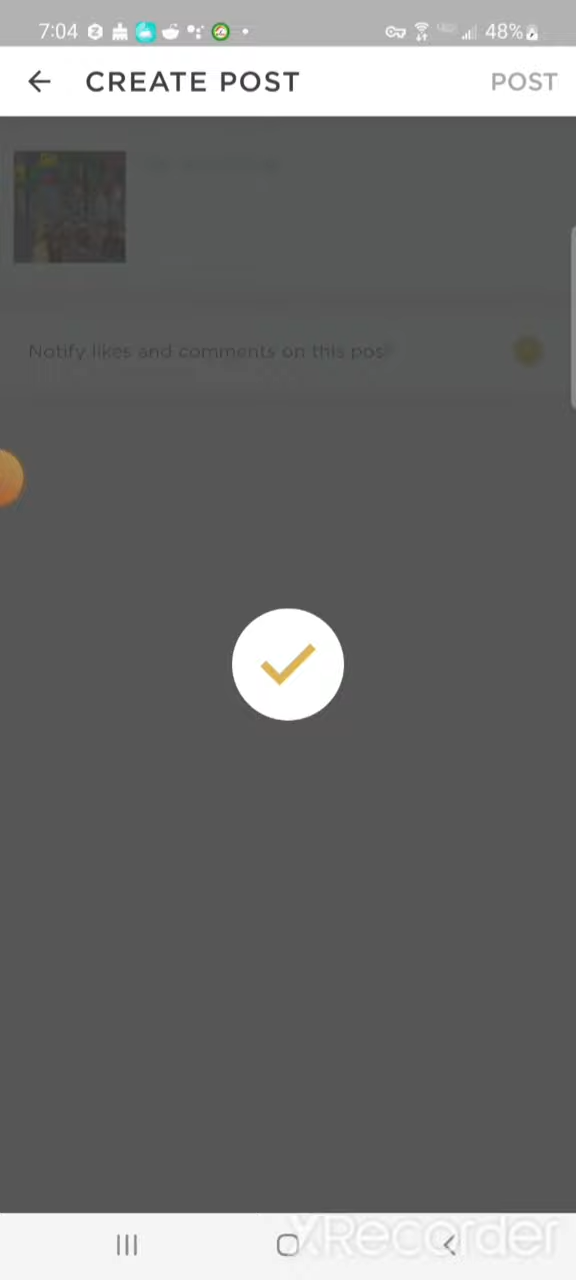 7:04
48%
CREATE POST
POST
Notify likes and comments on this post
XRecorder